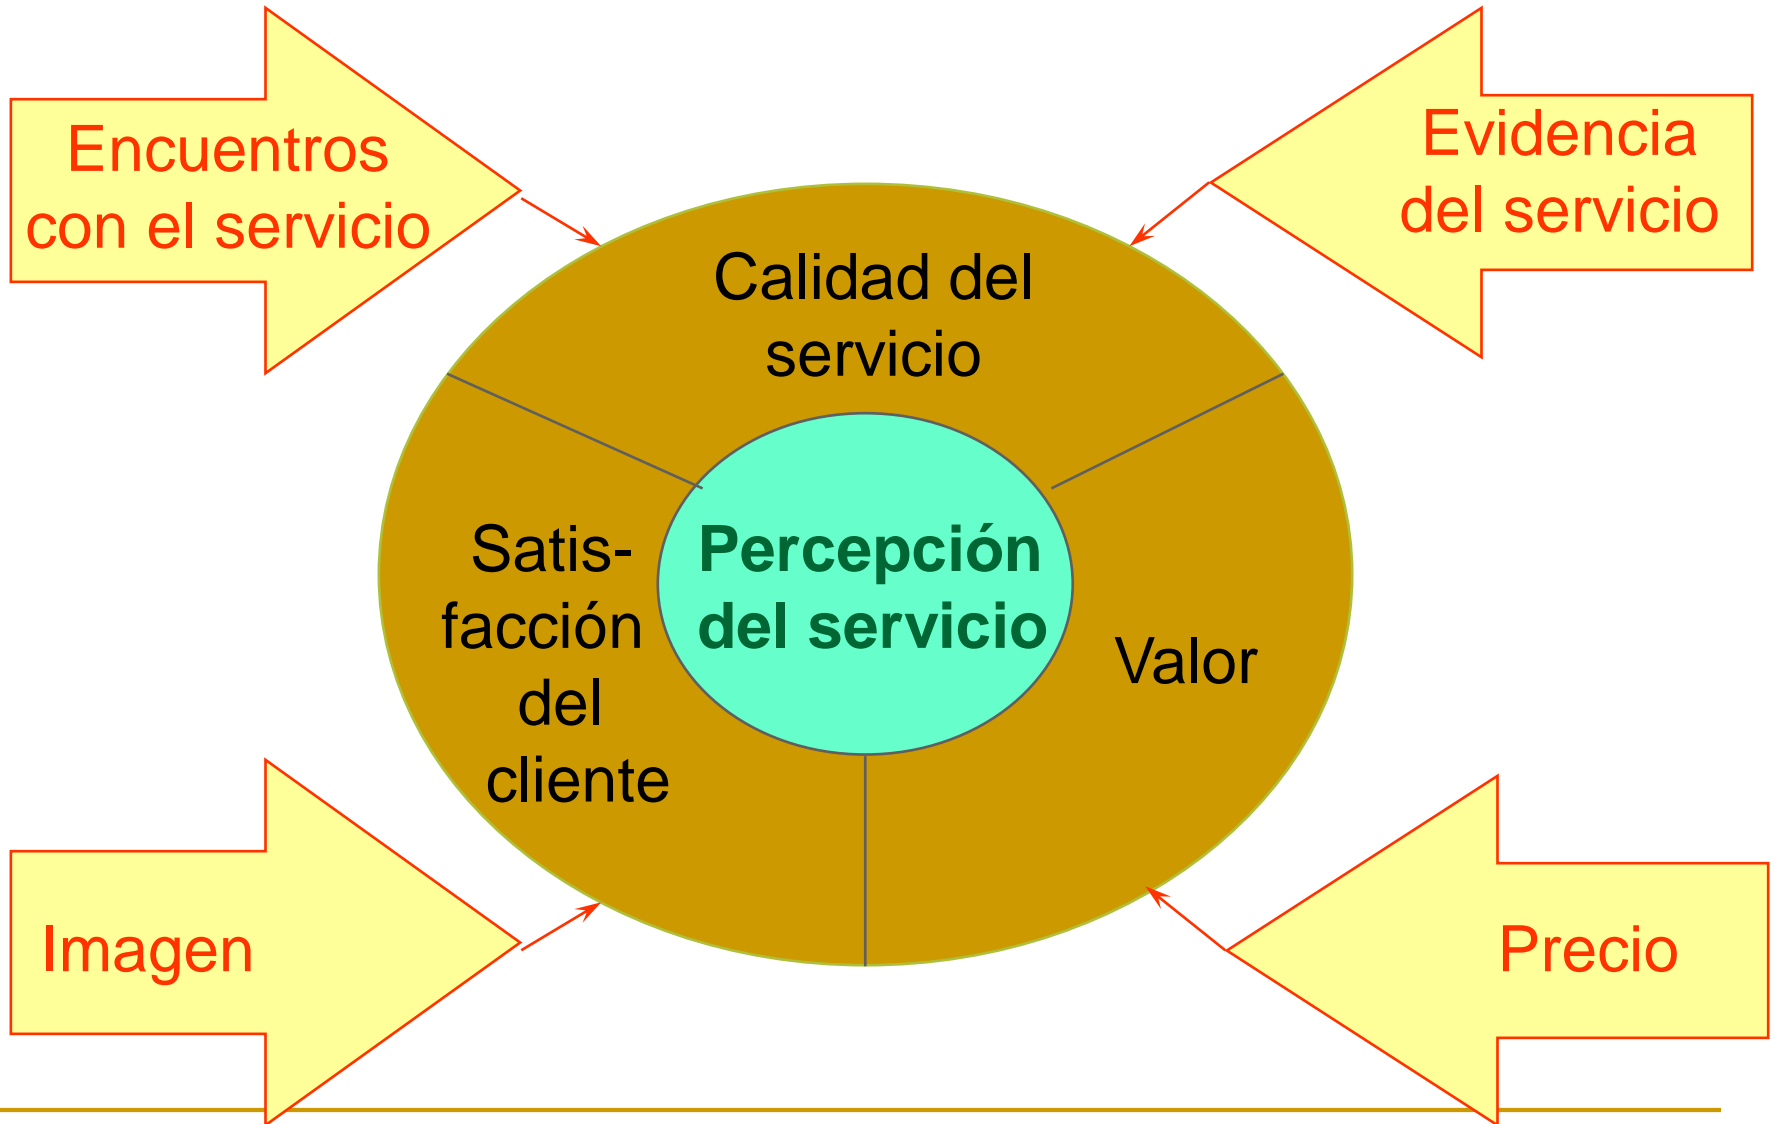 Encuentros
con el servicio
Evidencia
del servicio
Calidad del
servicio
Satis-
facción
del
cliente
Percepción
del servicio
Valor
Imagen
Precio